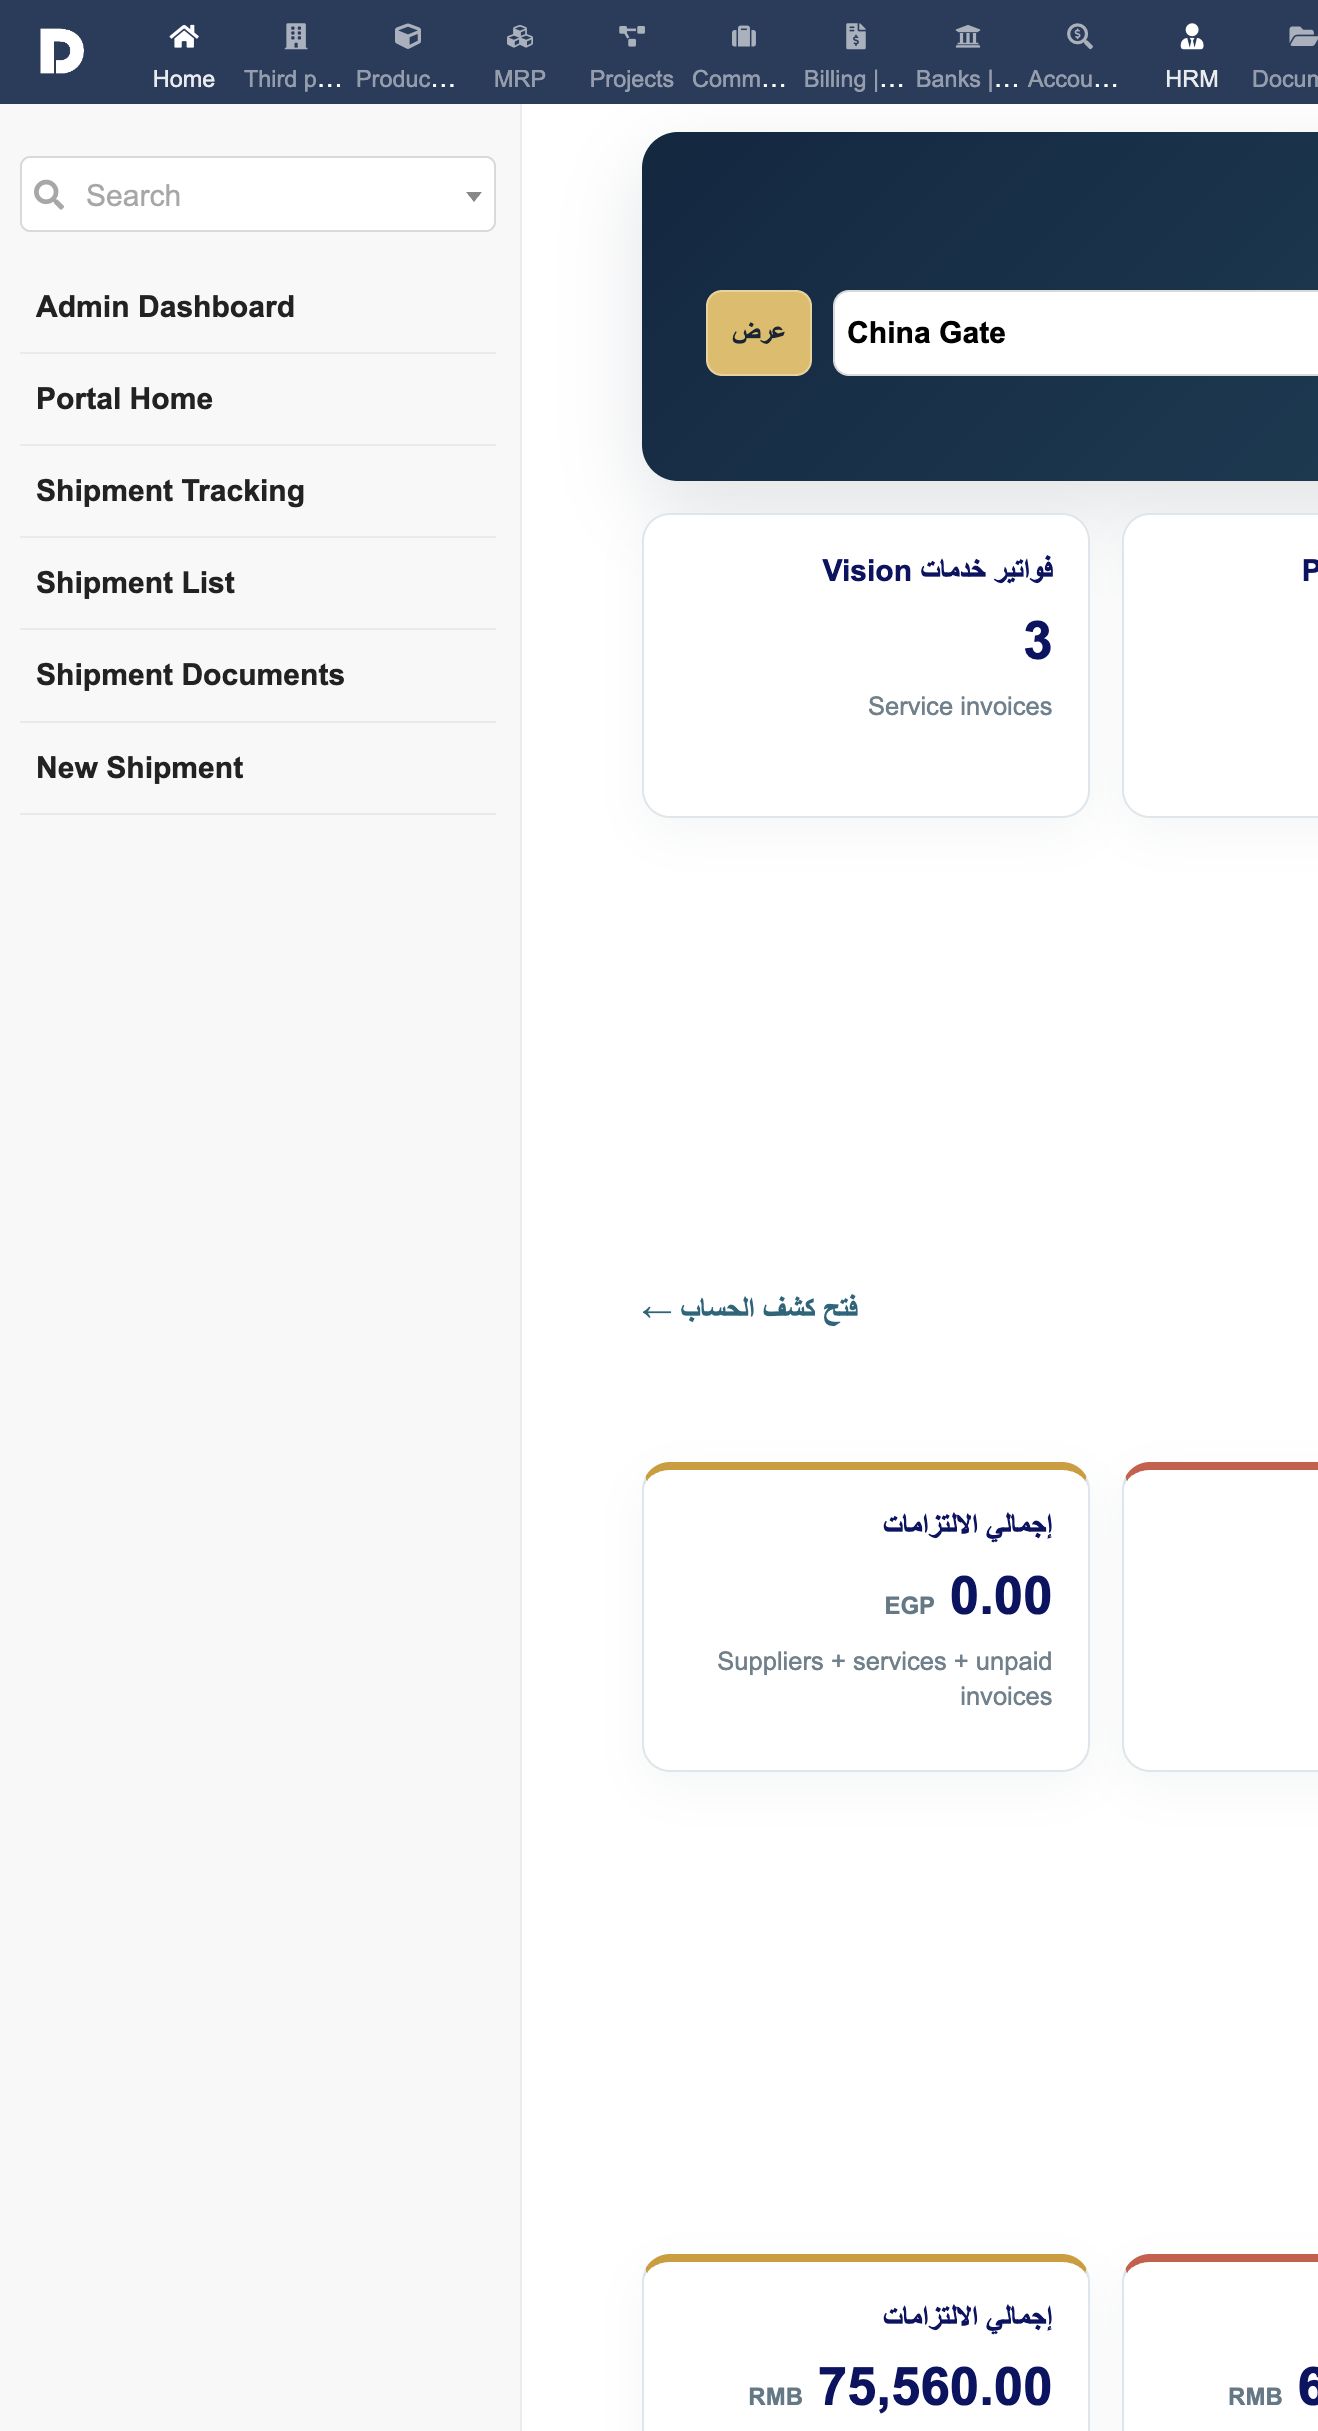 D
Home
Third p...
Produc...
MRP
Projects
Comm...
Billing |...
Banks |...
Accou...
HRM
Docum
Search
Admin Dashboard
Portal Home
Shipment Tracking
Shipment List
Shipment Documents
New Shipment
عرض
China Gate
فواتير خدمات Vision
3
Service invoices
P
فتح كشف الحساب ←
إجمالي الالتزامات
0.00 EGP
Suppliers + services + unpaid
invoices
إجمالي الالتزامات
75,560.00 RMB
6 RMB